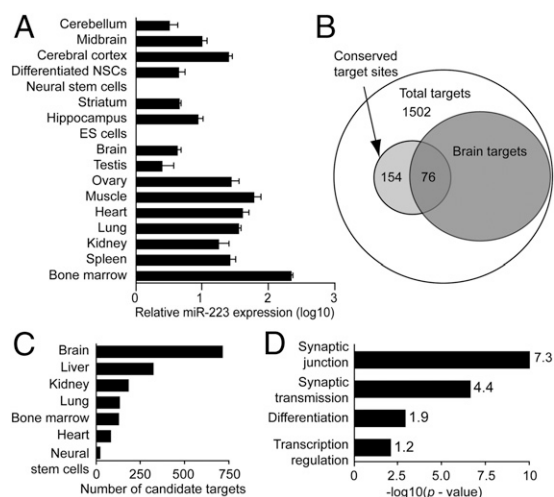 A
Cerebellum
Midbrain
Cerebral cortex
Differentiated NSCs
Neural stem cells
Striatum
Hippocampus
ES cells
Brain
Testis
Ovary
Muscle
Heart
Lung
Kidney
Spleen
Bone marrow
0 1 2 3
Relative miR-223 expression (log10)
B
Conserved
target sites
Total targets
1502
Brain targets
154
76
C
Brain
Liver
Kidney
Lung
Bone marrow
Heart
Neural
stem cells
0 250 500 750
Number of candidate targets
D
Synaptic
junction
7.3
Synaptic
transmission
4.4
Differentiation
1.9
Transcription
regulation
1.2
0 2.5 5.0 7.5 10
-log10(p - value)